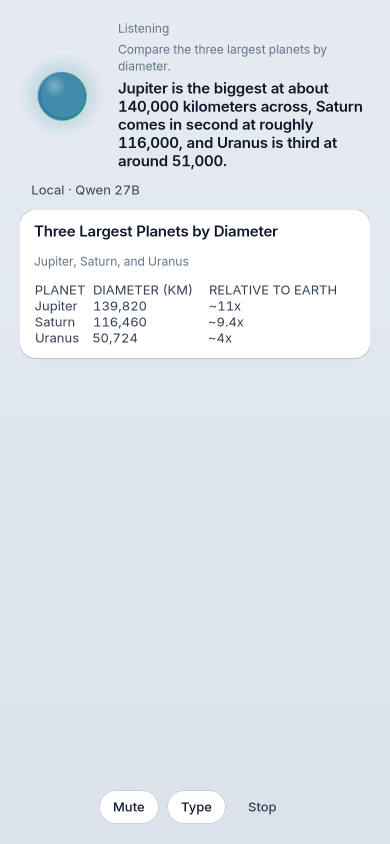 Listening
Compare the three largest planets by
diameter.
Jupiter is the biggest at about
140,000 kilometers across, Saturn
comes in second at roughly
116,000, and Uranus is third at
around 51,000.
Local · Qwen 27B
Three Largest Planets by Diameter
Jupiter, Saturn, and Uranus
PLANET DIAMETER (KM) RELATIVE TO EARTH
Jupiter 139,820 ~11x
Saturn 116,460 ~9.4x
Uranus 50,724 ~4x
Mute Type Stop